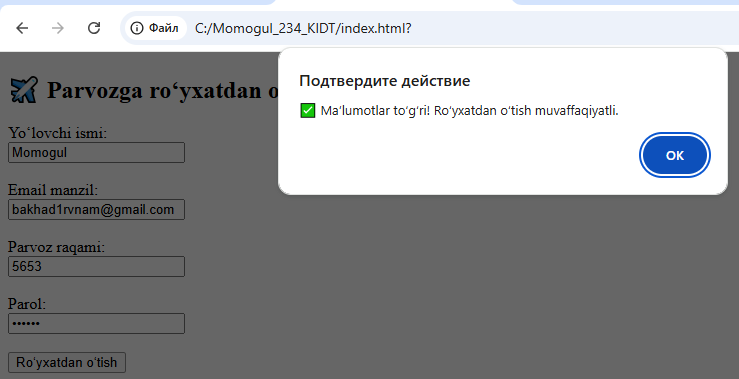 Файл C:/Momogul_234_KIDT/index.html?
Подтвердите действие
✅ Ma'lumotlar to'g'ri! Ro'yxatdan o'tish muvaffaqiyatli.
OK
✈️ Parvozga ro‘yxatdan o
Yo‘lovchi ismi:
Momogul
Email manzil:
bakhad1rvnam@gmail.com
Parvoz raqami:
5653
Parol:
••••••
Ro‘yxatdan o‘tish